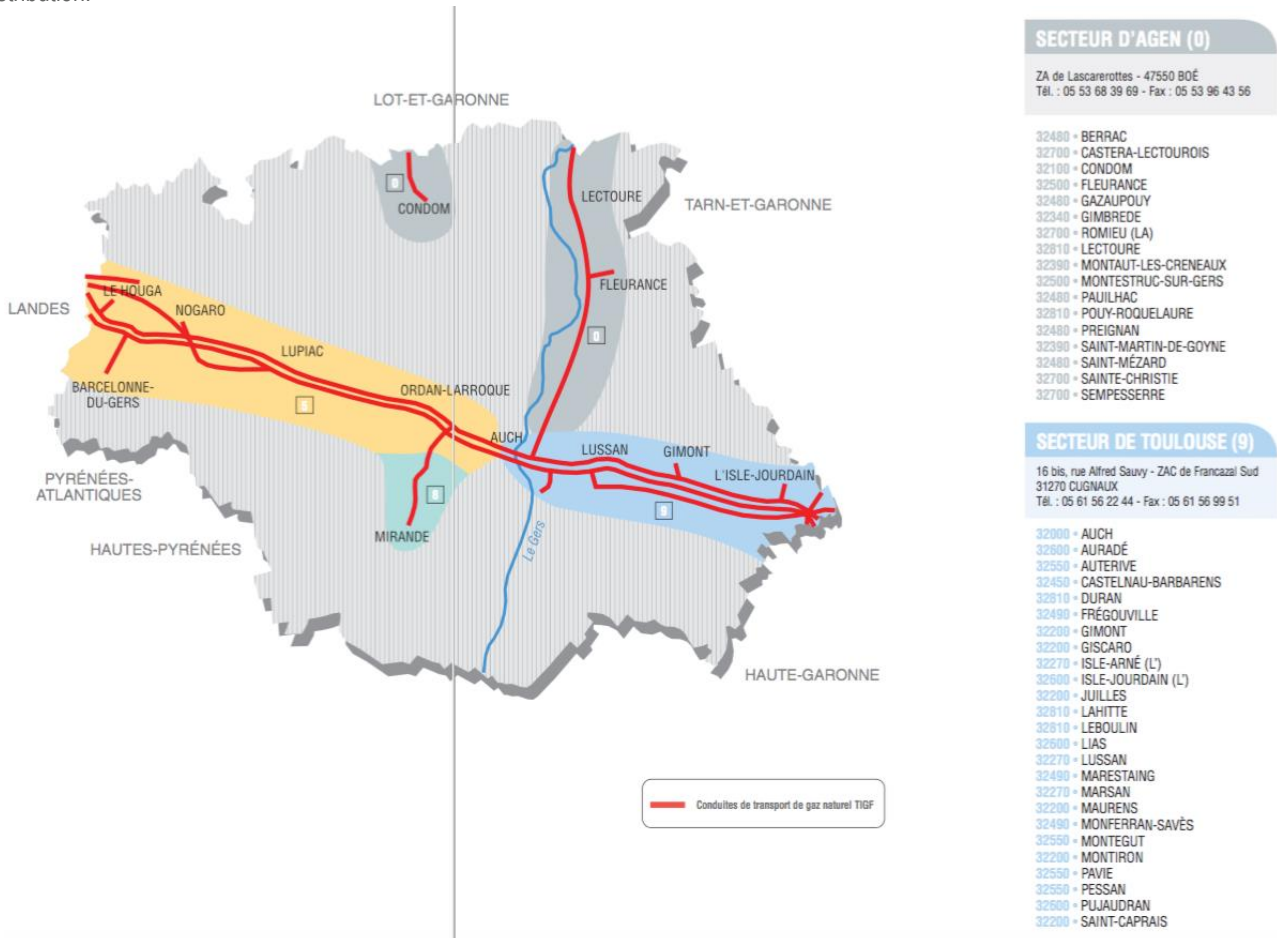 stribution.
LOT-ET-GARONNE
0
CONDOM
LECTOURE
TARN-ET-GARONNE
FLEURANCE
0
LANDES
LE HOUGA
NOGARO
LUPIAC
BARCELONNE-
DU-GERS
ORDAN-LARROQUE
AUCH
LUSSAN
GIMONT
L'ISLE-JOURDAIN
9
PYRÉNÉES-
ATLANTIQUES
MIRANDE
HAUTES-PYRÉNÉES
Le Gers
HAUTE-GARONNE
Conduites de transport de gaz naturel TIGF
SECTEUR D'AGEN (0)
ZA de Lascarerottes - 47550 BOÉ
Tél. : 05 53 68 39 69 - Fax : 05 53 96 43 56
32480 • BERRAC
32700 • CASTERA-LECTOUROIS
32100 • CONDOM
32500 • FLEURANCE
32480 • GAZAUPOUY
32340 • GIMBREDE
32700 • ROMIEU (LA)
32810 • LECTOURE
32390 • MONTAUT-LES-CRENEAUX
32500 • MONTESTRUC-SUR-GERS
32480 • PAUILHAC
32810 • POUY-ROQUELAURE
32480 • PREIGNAN
32390 • SAINT-MARTIN-DE-GOYNE
32480 • SAINT-MÉZARD
32700 • SAINTE-CHRISTIE
32700 • SEMPESSERRE
SECTEUR DE TOULOUSE (9)
16 bis, rue Alfred Sauvy - ZAC de Francazal Sud
31270 CUGNAUX
Tél. : 05 61 56 22 44 - Fax : 05 61 56 99 51
32000 • AUCH
32600 • AURADÉ
32550 • AUTERIVE
32450 • CASTELNAU-BARBARENS
32810 • DURAN
32490 • FRÉGOUVILLE
32200 • GIMONT
32200 • GISCARO
32270 • ISLE-ARNÉ (L')
32600 • ISLE-JOURDAIN (L')
32200 • JUILLES
32810 • LAHITTE
32810 • LEBOULIN
32600 • LIAS
32270 • LUSSAN
32490 • MARESTAING
32270 • MARSAN
32200 • MAURENS
32490 • MONFERRAN-SAVÈS
32550 • MONTEGUT
32200 • MONTIRON
32550 • PAVIE
32550 • PESSAN
32600 • PUJAUDRAN
32200 • SAINT-CAPRAIS